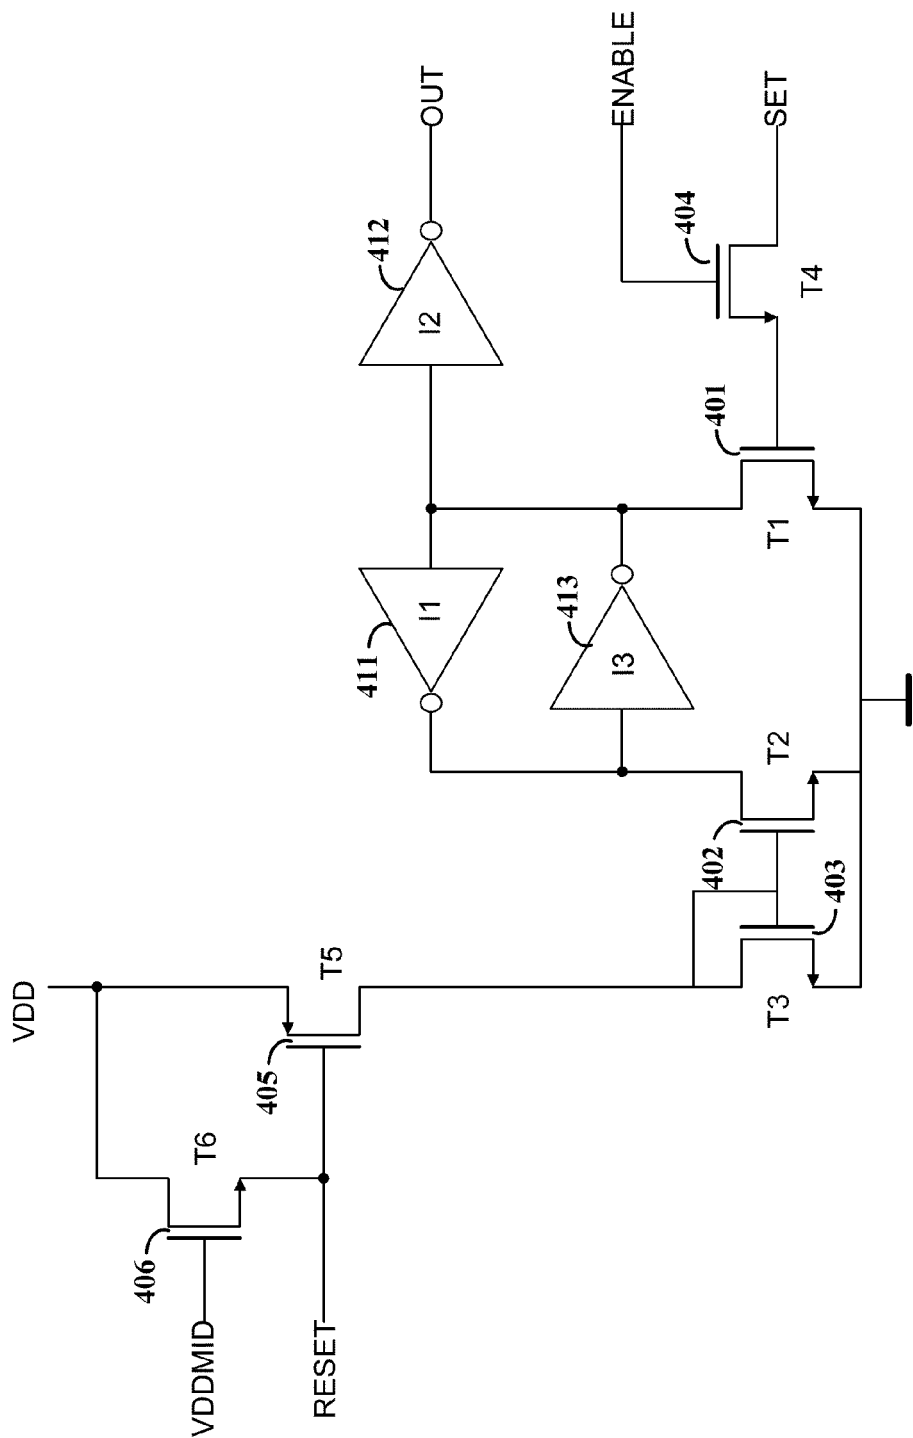 VDD
VDDMID
RESET
406
T6
405
T5
T3
403
402
T2
411
I1
413
I3
412
I2
OUT
T1
401
404
T4
ENABLE
SET